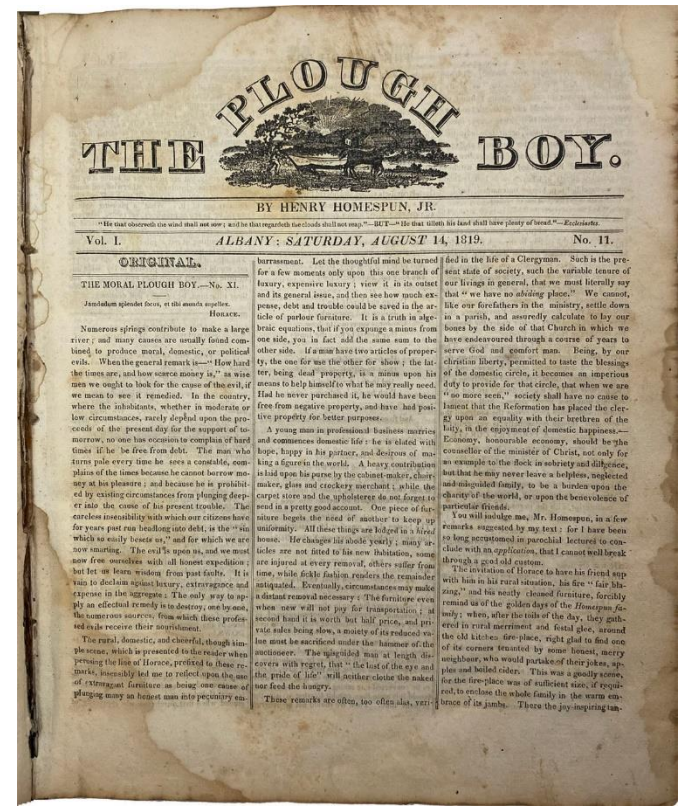 THE PLOUGH BOY.
BY HENRY HOMESPUN, JR.
"He that observeth the wind shall not sow; and he that regardeth the clouds shall not reap."—BUT—"He that tilleth his land shall have plenty of bread."—Ecclesiastes.
Vol. I. ALBANY: SATURDAY, AUGUST 14, 1819. No. 11.
ORIGINAL.
THE MORAL PLOUGH BOY.—No. XI.
Jamdudum splendet focus, et tibi munda supellex.
HORACE.
Numerous springs contribute to make a large
river; and many causes are usually found com-
bined to produce moral, domestic, or political
evils. When the general remark is—"How hard
the times are, and how scarce money is," as wise
men we ought to look for the cause of the evil, if
we mean to see it remedied. In the country,
where the inhabitants, whether in moderate or
low circumstances, rarely depend upon the pro-
ceeds of the present day for the support of to-
morrow, no one has occasion to complain of hard
times if he be free from debt. The man who
turns pale every time he sees a constable, com-
plains of the times because he cannot borrow mo-
ney at his pleasure; and because he is prohibit-
ed by existing circumstances from plunging deep-
er into the cause of his present trouble. The
careless insensibility with which our citizens have
for years past run headlong into debt, is the "sin
which so easily besets us," and for which we are
now smarting. The evil is upon us, and we must
now free ourselves with all honest expedition;
but let us learn wisdom from past faults. It is
vain to declaim against luxury, extravagance and
expense in the aggregate: The only way to ap-
ply an effectual remedy is to destroy, one by one,
the numerous sources, from which these profes-
sed evils receive their nourishment.
The rural, domestic, and cheerful, though sim-
ple scene, which is presented to the reader when
perusing the line of Horace, prefixed to these re-
marks, insensibly led me to reflect upon the use
of extravagant furniture as being one cause of
plunging many an honest man into pecuniary em-
barrassment. Let the thoughtful mind be turned
for a few moments only upon this one branch of
luxury, expensive luxury; view it in its outset
and its general issue, and then see how much ex-
pense, debt and trouble could be saved in the ar-
ticle of parlour furniture. It is a truth in alge-
braic equations, that if you expunge a minus from
one side, you in fact add the same sum to the
other side. If a man have two articles of proper-
ty, the one for use the other for show; the lat-
ter, being dead property, is a minus upon his
means to help himself to what he may really need.
Had he never purchased it, he would have been
free from negative property, and have had posi-
tive property for better purposes.
A young man in professional business marries
and commences domestic life: he is elated with
hope, happy in his partner, and desirous of ma-
king a figure in the world. A heavy contribution
is laid upon his purse by the cabinet-maker, chair-
maker, glass and crockery merchant; while the
carpet store and the upholsterer do not forget to
send in a pretty good account. One piece of fur-
niture begets the need of another to keep up
uniformity. All these things are lodged in a hired
house. He changes his abode yearly; many ar-
ticles are not fitted to his new habitation, some
are injured at every removal, others suffer from
time, while fickle fashion renders the remainder
antiquated. Eventually, circumstances may make
a distant removal necessary: The furniture even
when new will not pay for transportation; at
second hand it is worth but half price, and pri-
vate sales being slow, a moiety of its reduced va-
lue must be sacrificed under the hammer of the
auctioneer. The misguided man at length dis-
covers with regret, that "the lust of the eye and
the pride of life" will neither clothe the naked
nor feed the hungry.
These remarks are often, too often alas, veri-
fied in the life of a Clergyman. Such is the pre-
sent state of society, such the variable tenure of
our livings in general, that we must literally say
that "we have no abiding place." We cannot,
like our forefathers in the ministry, settle down
in a parish, and assuredly calculate to lay our
bones by the side of that Church in which we
have endeavoured through a course of years to
serve God and comfort man. Being, by our
christian liberty, permitted to taste the blessings
of the domestic circle, it becomes an imperious
duty to provide for that circle, that when we are
"no more seen," society shall have no cause to
lament that the Reformation has placed the cler-
gy upon an equality with their brethren of the
laity, in the enjoyment of domestic happiness.—
Economy, honourable economy, should be the
counsellor of the minister of Christ, not only for
an example to the flock in sobriety and diligence,
but that he may never leave a helpless, neglected
and misguided family, to be a burden upon the
charity of the world, or upon the benevolence of
particular friends.
You will indulge me, Mr. Homespun, in a few
remarks suggested by my text: for I have been
so long accustomed in parochial lectures to con-
clude with an application, that I cannot well break
through a good old custom.
The invitation of Horace to have his friend sup
with him in his rural situation, his fire "fair bla-
zing," and his neatly cleaned furniture, forcibly
remind us of the golden days of the Homespun fa-
mily; when, after the toils of the day, they gath-
ered in rural merriment and festal glee, around
the old kitchen fire-place, right glad to find one
of its corners tenanted by some honest, merry
neighbour, who would partake of their jokes, ap-
ples and boiled cider. This was a goodly scene,
for the fire-place was of sufficient size, if requi-
red, to enclose the whole family in the warm em-
brace of its jambs. There the joy-inspiring tan-